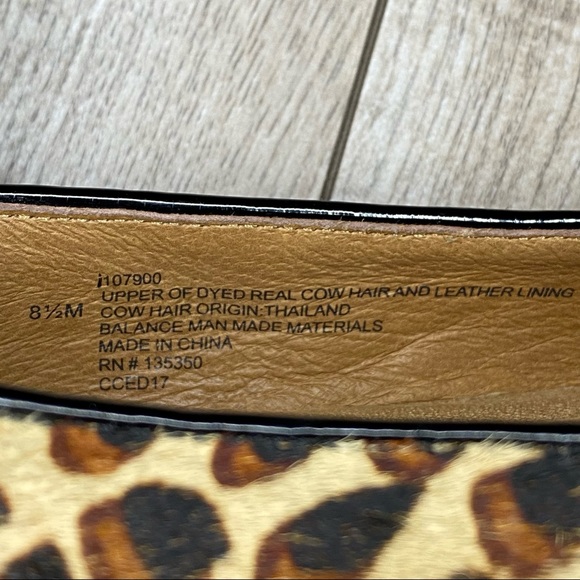 i107900
UPPER OF DYED REAL COW HAIR AND LEATHER LINING
8½M COW HAIR ORIGIN:THAILAND
BALANCE MAN MADE MATERIALS
MADE IN CHINA
RN # 135350
CCED17